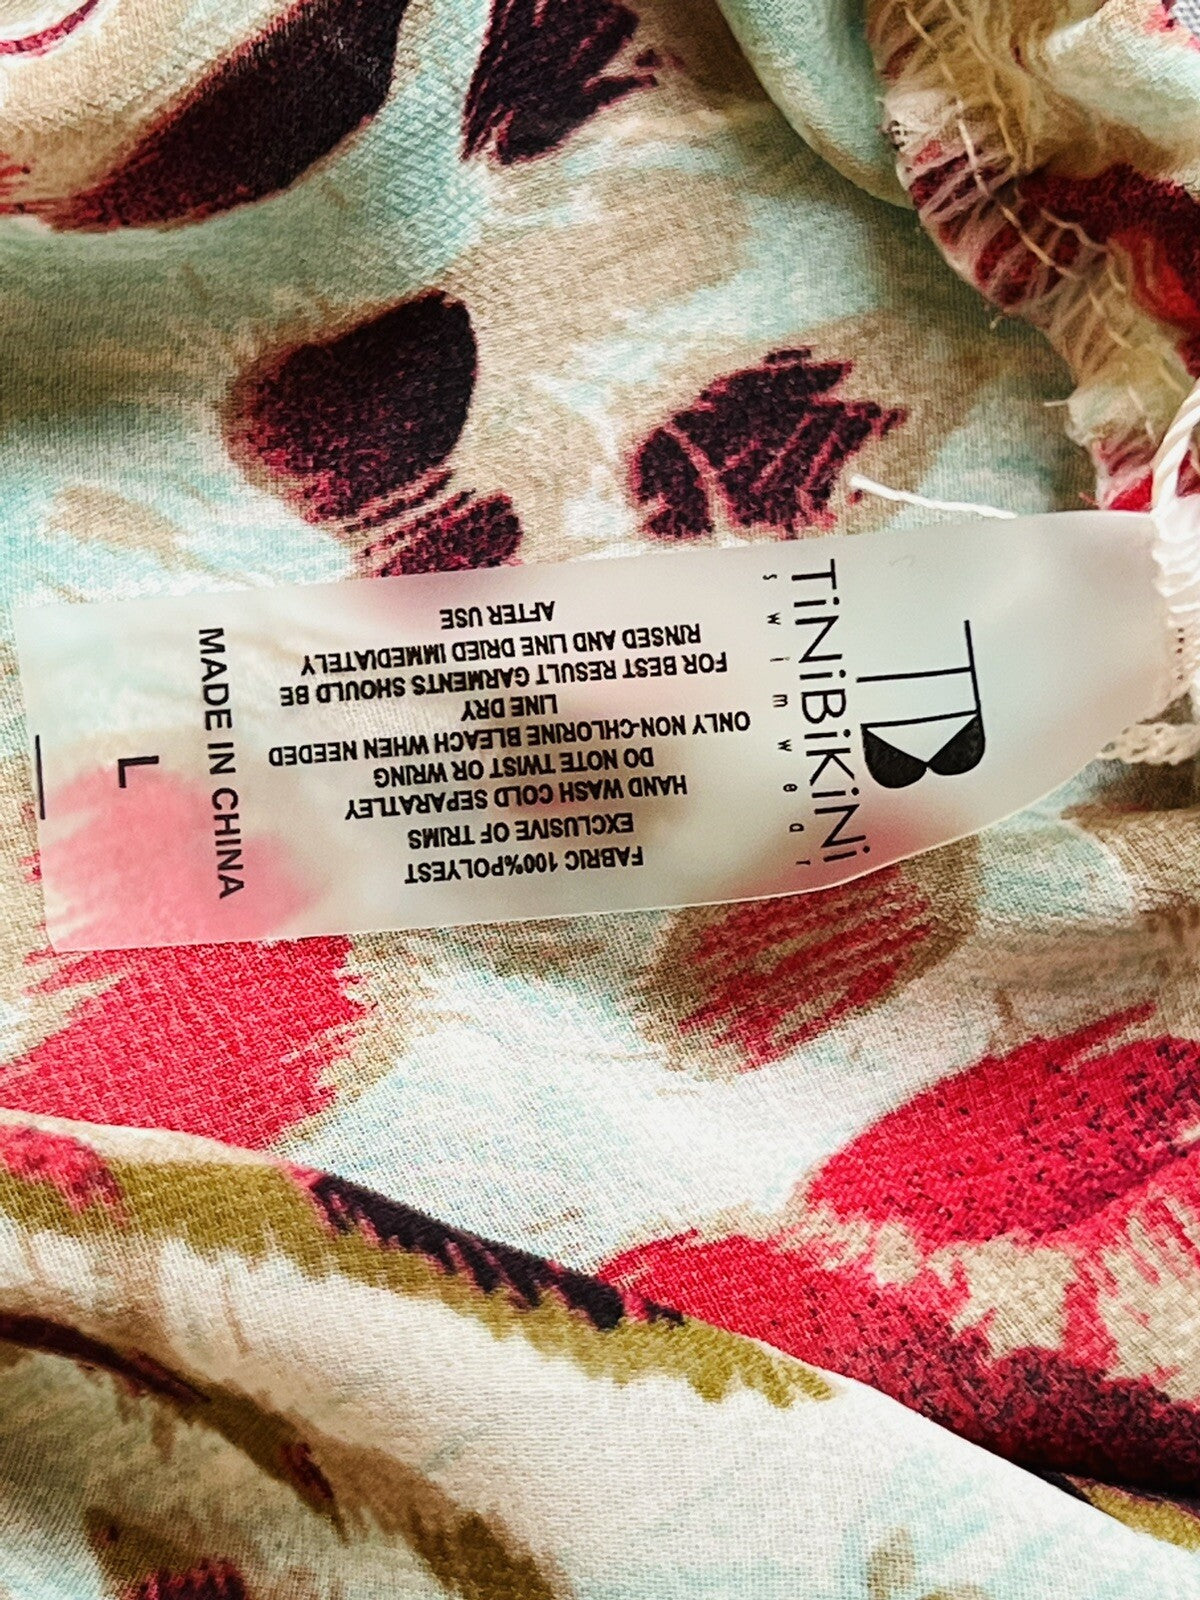 TB
TiNiBiKiNi
swimwear
FABRIC 100%POLYEST
EXCLUSIVE OF TRIMS
HAND WASH COLD SEPARATLEY
DO NOTE TWIST OR WRING
ONLY NON-CHLORINE BLEACH WHEN NEEDED
LINE DRY
FOR BEST RESULT GARMENTS SHOULD BE
RINSED AND LINE DRIED IMMEDIATELY
AFTER USE
MADE IN CHINA
L